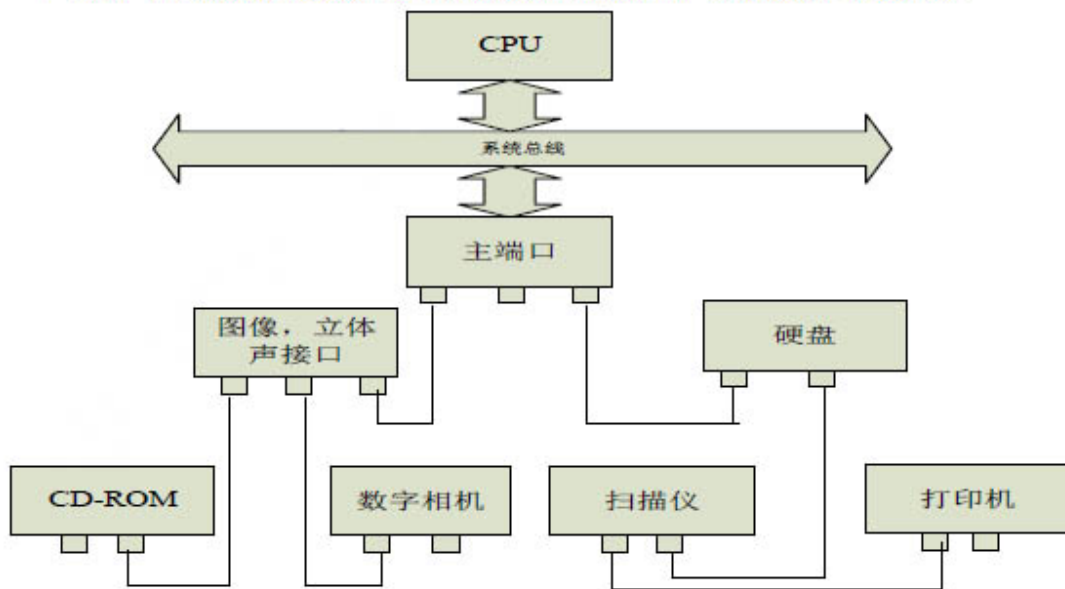 CPU
系统总线
主端口
图像，立体
声接口
硬盘
CD-ROM
数字相机
扫描仪
打印机